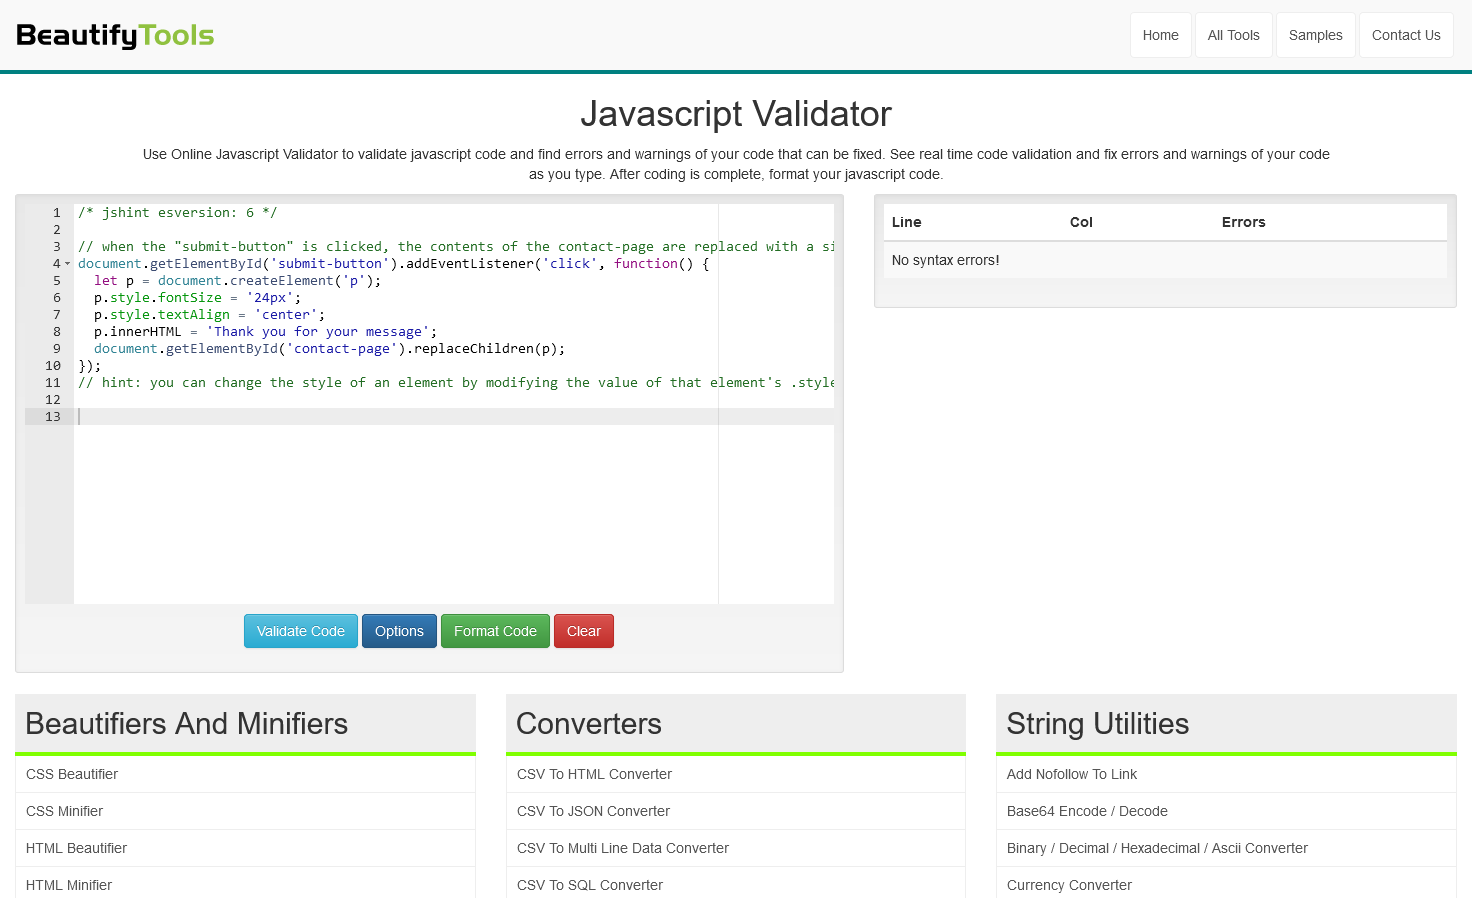 BeautifyTools
Home
All Tools
Samples
Contact Us
Javascript Validator
Use Online Javascript Validator to validate javascript code and find errors and warnings of your code that can be fixed. See real time code validation and fix errors and warnings of your code
as you type. After coding is complete, format your javascript code.
1 /* jshint esversion: 6 */
2
3 // when the "submit-button" is clicked, the contents of the contact-page are replaced with a si
4 document.getElementById('submit-button').addEventListener('click', function() {
5 let p = document.createElement('p');
6 p.style.fontSize = '24px';
7 p.style.textAlign = 'center';
8 p.innerHTML = 'Thank you for your message';
9 document.getElementById('contact-page').replaceChildren(p);
10 });
11 // hint: you can change the style of an element by modifying the value of that element's .style
12
13
Validate Code
Options
Format Code
Clear
Line Col Errors
No syntax errors!
Beautifiers And Minifiers
CSS Beautifier
CSS Minifier
HTML Beautifier
HTML Minifier
Converters
CSV To HTML Converter
CSV To JSON Converter
CSV To Multi Line Data Converter
CSV To SQL Converter
String Utilities
Add Nofollow To Link
Base64 Encode / Decode
Binary / Decimal / Hexadecimal / Ascii Converter
Currency Converter